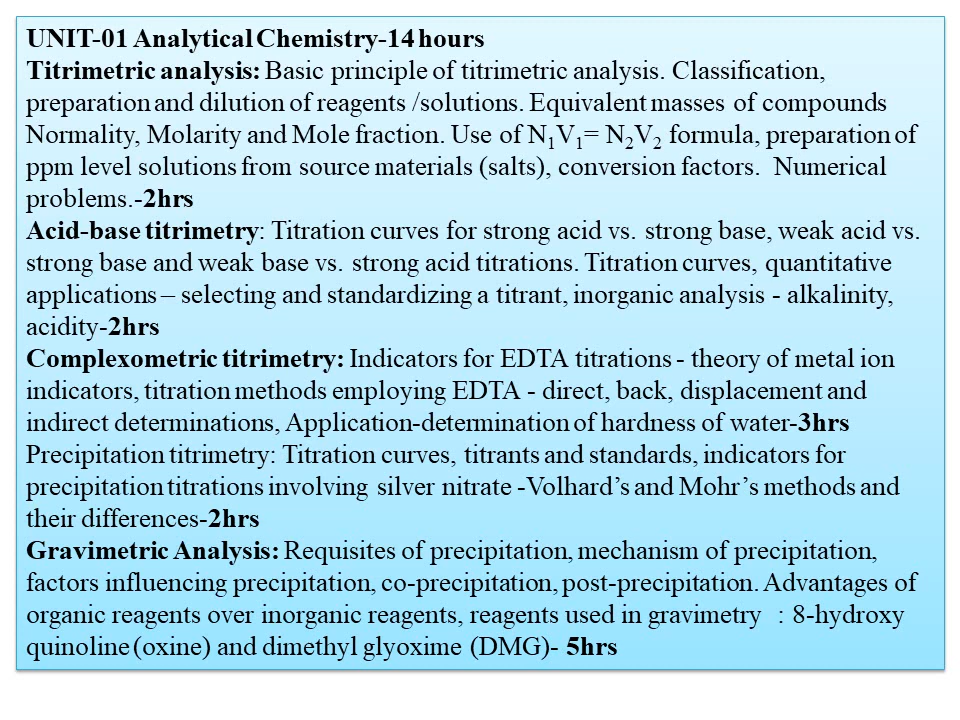 UNIT-01 Analytical Chemistry-14 hours
Titrimetric analysis: Basic principle of titrimetric analysis. Classification,
preparation and dilution of reagents /solutions. Equivalent masses of compounds
Normality, Molarity and Mole fraction. Use of N₁V₁= N₂V₂ formula, preparation of
ppm level solutions from source materials (salts), conversion factors.  Numerical
problems.-2hrs
Acid-base titrimetry: Titration curves for strong acid vs. strong base, weak acid vs.
strong base and weak base vs. strong acid titrations. Titration curves, quantitative
applications – selecting and standardizing a titrant, inorganic analysis - alkalinity,
acidity-2hrs
Complexometric titrimetry: Indicators for EDTA titrations - theory of metal ion
indicators, titration methods employing EDTA - direct, back, displacement and
indirect determinations, Application-determination of hardness of water-3hrs
Precipitation titrimetry: Titration curves, titrants and standards, indicators for
precipitation titrations involving silver nitrate -Volhard's and Mohr's methods and
their differences-2hrs
Gravimetric Analysis: Requisites of precipitation, mechanism of precipitation,
factors influencing precipitation, co-precipitation, post-precipitation. Advantages of
organic reagents over inorganic reagents, reagents used in gravimetry  : 8-hydroxy
quinoline (oxine) and dimethyl glyoxime (DMG)- 5hrs